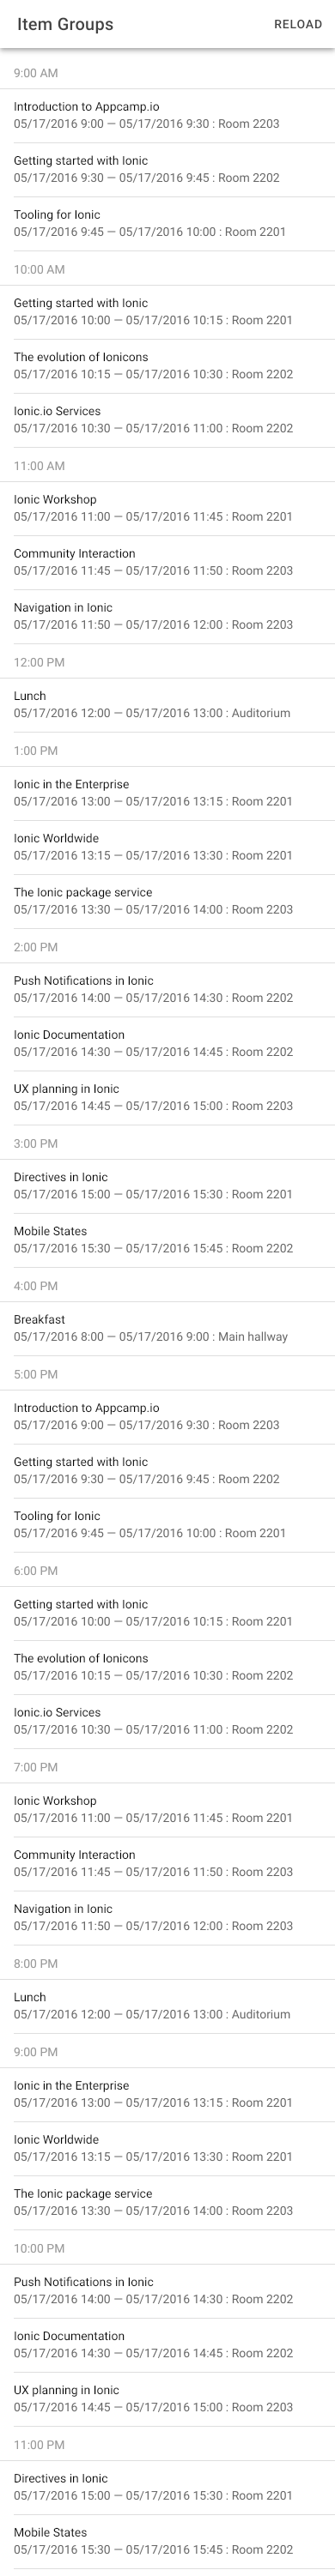 Item Groups
RELOAD
9:00 AM
Introduction to Appcamp.io
05/17/2016 9:00 — 05/17/2016 9:30 : Room 2203
Getting started with Ionic
05/17/2016 9:30 — 05/17/2016 9:45 : Room 2202
Tooling for Ionic
05/17/2016 9:45 — 05/17/2016 10:00 : Room 2201
10:00 AM
Getting started with Ionic
05/17/2016 10:00 — 05/17/2016 10:15 : Room 2201
The evolution of Ionicons
05/17/2016 10:15 — 05/17/2016 10:30 : Room 2202
Ionic.io Services
05/17/2016 10:30 — 05/17/2016 11:00 : Room 2202
11:00 AM
Ionic Workshop
05/17/2016 11:00 — 05/17/2016 11:45 : Room 2201
Community Interaction
05/17/2016 11:45 — 05/17/2016 11:50 : Room 2203
Navigation in Ionic
05/17/2016 11:50 — 05/17/2016 12:00 : Room 2203
12:00 PM
Lunch
05/17/2016 12:00 — 05/17/2016 13:00 : Auditorium
1:00 PM
Ionic in the Enterprise
05/17/2016 13:00 — 05/17/2016 13:15 : Room 2201
Ionic Worldwide
05/17/2016 13:15 — 05/17/2016 13:30 : Room 2201
The Ionic package service
05/17/2016 13:30 — 05/17/2016 14:00 : Room 2203
2:00 PM
Push Notifications in Ionic
05/17/2016 14:00 — 05/17/2016 14:30 : Room 2202
Ionic Documentation
05/17/2016 14:30 — 05/17/2016 14:45 : Room 2202
UX planning in Ionic
05/17/2016 14:45 — 05/17/2016 15:00 : Room 2203
3:00 PM
Directives in Ionic
05/17/2016 15:00 — 05/17/2016 15:30 : Room 2201
Mobile States
05/17/2016 15:30 — 05/17/2016 15:45 : Room 2202
4:00 PM
Breakfast
05/17/2016 8:00 — 05/17/2016 9:00 : Main hallway
5:00 PM
Introduction to Appcamp.io
05/17/2016 9:00 — 05/17/2016 9:30 : Room 2203
Getting started with Ionic
05/17/2016 9:30 — 05/17/2016 9:45 : Room 2202
Tooling for Ionic
05/17/2016 9:45 — 05/17/2016 10:00 : Room 2201
6:00 PM
Getting started with Ionic
05/17/2016 10:00 — 05/17/2016 10:15 : Room 2201
The evolution of Ionicons
05/17/2016 10:15 — 05/17/2016 10:30 : Room 2202
Ionic.io Services
05/17/2016 10:30 — 05/17/2016 11:00 : Room 2202
7:00 PM
Ionic Workshop
05/17/2016 11:00 — 05/17/2016 11:45 : Room 2201
Community Interaction
05/17/2016 11:45 — 05/17/2016 11:50 : Room 2203
Navigation in Ionic
05/17/2016 11:50 — 05/17/2016 12:00 : Room 2203
8:00 PM
Lunch
05/17/2016 12:00 — 05/17/2016 13:00 : Auditorium
9:00 PM
Ionic in the Enterprise
05/17/2016 13:00 — 05/17/2016 13:15 : Room 2201
Ionic Worldwide
05/17/2016 13:15 — 05/17/2016 13:30 : Room 2201
The Ionic package service
05/17/2016 13:30 — 05/17/2016 14:00 : Room 2203
10:00 PM
Push Notifications in Ionic
05/17/2016 14:00 — 05/17/2016 14:30 : Room 2202
Ionic Documentation
05/17/2016 14:30 — 05/17/2016 14:45 : Room 2202
UX planning in Ionic
05/17/2016 14:45 — 05/17/2016 15:00 : Room 2203
11:00 PM
Directives in Ionic
05/17/2016 15:00 — 05/17/2016 15:30 : Room 2201
Mobile States
05/17/2016 15:30 — 05/17/2016 15:45 : Room 2202